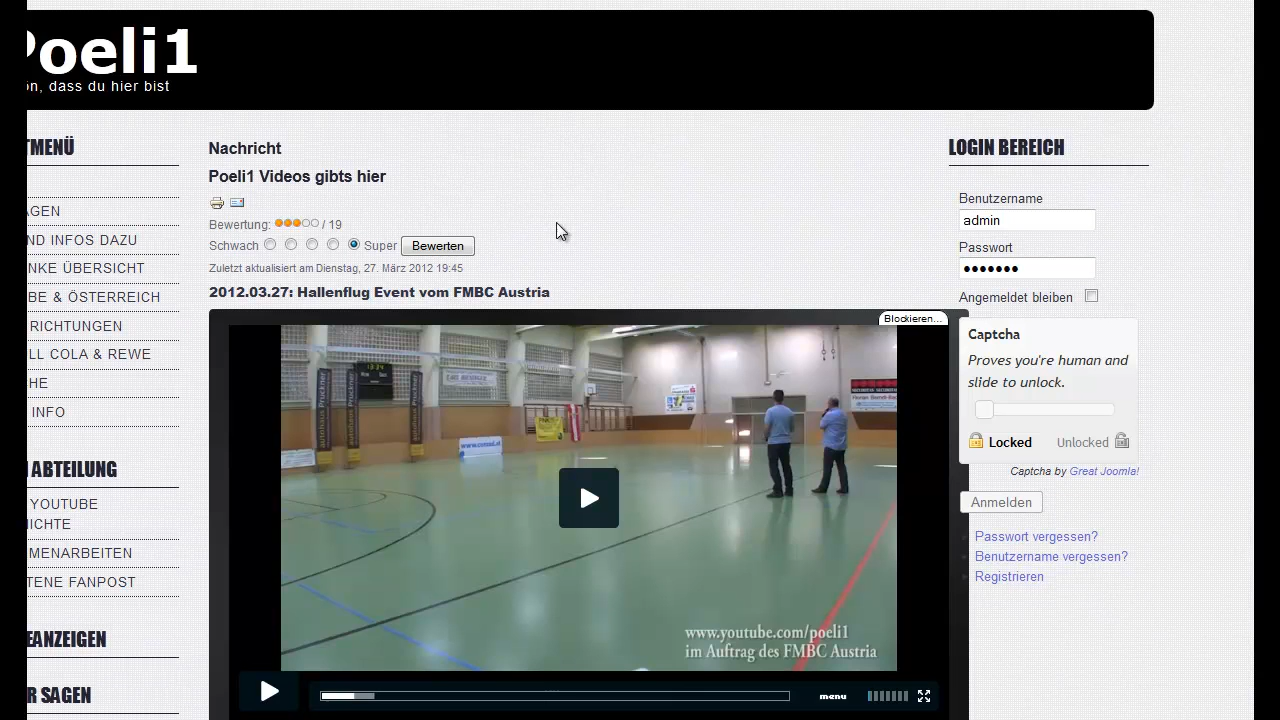 Poeli1
ön, dass du hier bist
TMENÜ
AGEN
ND INFOS DAZU
NKE ÜBERSICHT
BE & ÖSTERREICH
RICHTUNGEN
LL COLA & REWE
HE
INFO
ABTEILUNG
YOUTUBE
ICHTE
MENARBEITEN
TENE FANPOST
EANZEIGEN
R SAGEN
Nachricht
Poeli1 Videos gibts hier
Bewertung: / 19
Schwach Super Bewerten
Zuletzt aktualisiert am Dienstag, 27. März 2012 19:45
2012.03.27: Hallenflug Event vom FMBC Austria
Blockieren...
autohaus Pruckner
www.youtube.com/poeli1
im Auftrag des FMBC Austria
menu
LOGIN BEREICH
Benutzername
admin
Passwort
Angemeldet bleiben
Captcha
Proves you're human and
slide to unlock.
Locked Unlocked
Captcha by Great Joomla!
Anmelden
Passwort vergessen?
Benutzername vergessen?
Registrieren